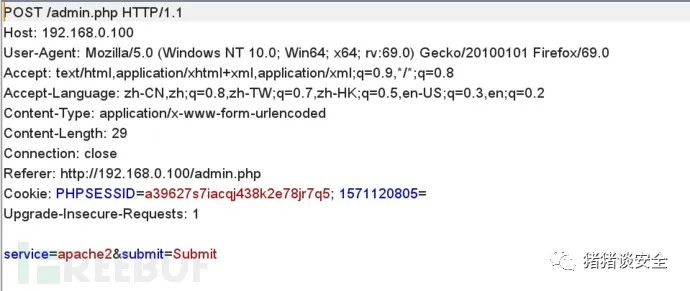 POST /admin.php HTTP/1.1
Host: 192.168.0.100
User-Agent: Mozilla/5.0 (Windows NT 10.0; Win64; x64; rv:69.0) Gecko/20100101 Firefox/69.0
Accept: text/html,application/xhtml+xml,application/xml;q=0.9,*/*;q=0.8
Accept-Language: zh-CN,zh;q=0.8,zh-TW;q=0.7,zh-HK;q=0.5,en-US;q=0.3,en;q=0.2
Content-Type: application/x-www-form-urlencoded
Content-Length: 29
Connection: close
Referer: http://192.168.0.100/admin.php
Cookie: PHPSESSID=a39627s7iacqj438k2e78jr7q5; 1571120805=
Upgrade-Insecure-Requests: 1
service=apache2&submit=Submit
FREEBUF
猪猪谈安全